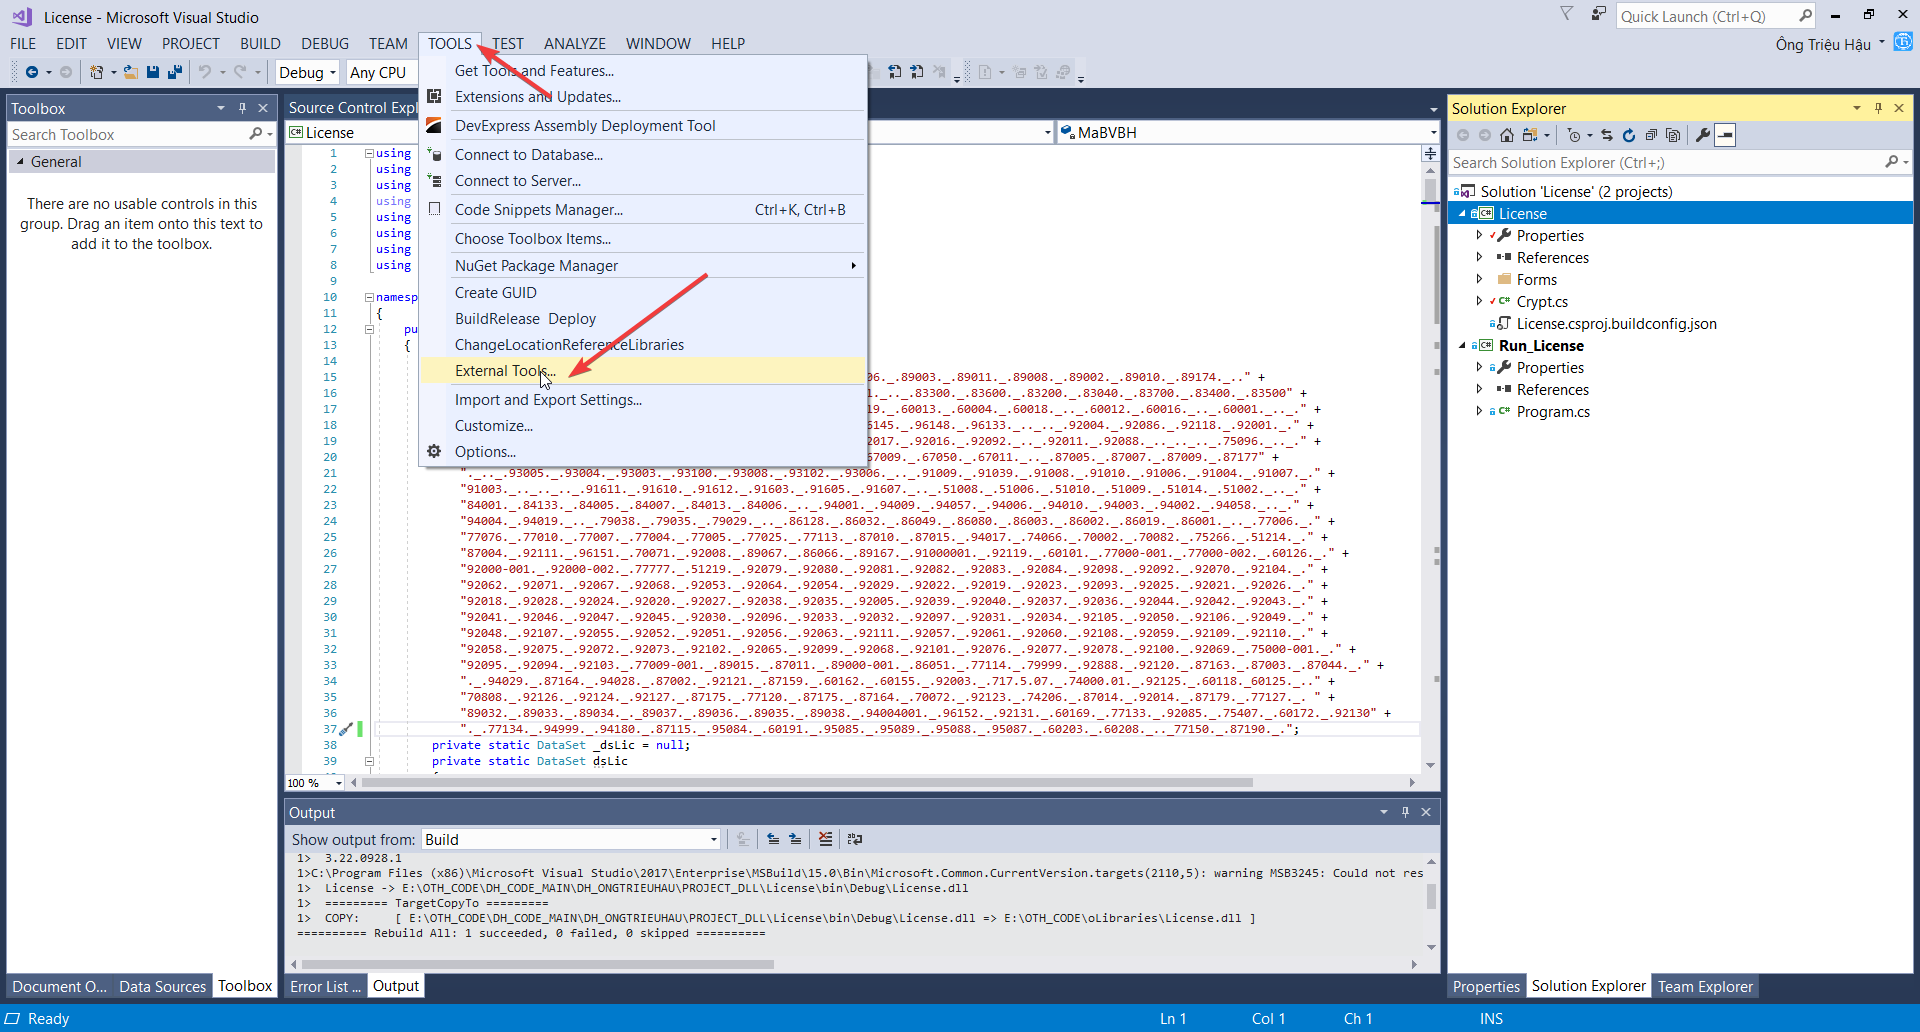 License - Microsoft Visual Studio
Quick Launch (Ctrl+Q)
FILE EDIT VIEW PROJECT BUILD DEBUG TEAM TOOLS TEST ANALYZE WINDOW HELP
Ông Triệu Hậu
Debug Any CPU
Get Tools and Features...
Extensions and Updates...
DevExpress Assembly Deployment Tool
Connect to Database...
Connect to Server...
Code Snippets Manager... Ctrl+K, Ctrl+B
Choose Toolbox Items...
NuGet Package Manager
Create GUID
BuildRelease Deploy
ChangeLocationReferenceLibraries
External Tools...
Import and Export Settings...
Customize...
Options...
Toolbox
Search Toolbox
General
There are no usable controls in this
group. Drag an item onto this text to
add it to the toolbox.
Source Control Expl
License
MaBVBH
1 using
2 using
3 using
4 using
5 using
6 using
7 using
8 using
9
10 namesp
11 {
12 pu
13 {
14
15 06._.89003._.89011._.89008._.89002._.89010._.89174._.." +
16 1._.._.83300._.83600._.83200._.83040._.83700._.83400._.83500" +
17 19._.60013._.60004._.60018._.._.60012._.60016._.._.60001._.._." +
18 6145._.96148._.96133._.._.._.92004._.92086._.92118._.92001._." +
19 2017._.92016._.92092._.._.92011._.92088._.._.._.._.75096._.._." +
20 67009._.67050._.67011._.._.87005._.87007._.87009._.87177" +
21 "._.._.93005._.93004._.93003._.93100._.93008._.93102._.93006._.._.91009._.91039._.91008._.91010._.91006._.91004._.91007._." +
22 "91003._.._.._.._.91611._.91610._.91612._.91603._.91605._.91607._.._.51008._.51006._.51010._.51009._.51014._.51002._.._." +
23 "84001._.84133._.84005._.84007._.84013._.84006._.._.94001._.94009._.94057._.94006._.94010._.94003._.94002._.94058._.._." +
24 "94004._.94019._.._.79038._.79035._.79029._.._.86128._.86032._.86049._.86080._.86003._.86002._.86019._.86001._.._.77006._." +
25 "77076._.77010._.77007._.77004._.77005._.77025._.77113._.87010._.87015._.94017._.74066._.70002._.70082._.75266._.51214._." +
26 "87004._.92111._.96151._.70071._.92008._.89067._.86066._.89167._.91000001._.92119._.60101._.77000-001._.77000-002._.60126._." +
27 "92000-001._.92000-002._.77777._.51219._.92079._.92080._.92081._.92082._.92083._.92084._.92098._.92092._.92070._.92104._." +
28 "92062._.92071._.92067._.92068._.92053._.92064._.92054._.92029._.92022._.92019._.92023._.92093._.92025._.92021._.92026._." +
29 "92018._.92028._.92024._.92020._.92027._.92038._.92035._.92005._.92039._.92040._.92037._.92036._.92044._.92042._.92043._." +
30 "92041._.92046._.92047._.92045._.92030._.92096._.92033._.92032._.92097._.92031._.92034._.92105._.92050._.92106._.92049._." +
31 "92048._.92107._.92055._.92052._.92051._.92056._.92063._.92111._.92057._.92061._.92060._.92108._.92059._.92109._.92110._." +
32 "92058._.92075._.92072._.92073._.92102._.92065._.92099._.92068._.92101._.92076._.92077._.92078._.92100._.92069._.75000-001._." +
33 "92095._.92094._.92103._.77009-001._.89015._.87011._.89000-001._.86051._.77114._.79999._.92888._.92120._.87163._.87003._.87044._." +
34 "._.94029._.87164._.94028._.87002._.92121._.87159._.60162._.60155._.92003._.717.5.07._.74000.01._.92125._.60118._.60125._.." +
35 "70808._.92126._.92124._.92127._.87175._.77120._.87175._.87164._.70072._.92123._.74206._.87014._.92014._.87179._.77127._. " +
36 "89032._.89033._.89034._._.89037._.89036._.89035._.89038._.94004001._.96152._.92131._.60169._.77133._.92085._.75407._.60172._.92130" +
37 "._.77134._.94999._.94180._.87115._.95084._.60191._.95085._.95089._.95088._.95087._.60203._.60208._.._.77150._.87190._.";
38 private static DataSet _dsLic = null;
39 private static DataSet dsLic
100 %
Output
Show output from: Build
1> 3.22.0928.1
1>C:\Program Files (x86)\Microsoft Visual Studio\2017\Enterprise\MSBuild\15.0\Bin\Microsoft.Common.CurrentVersion.targets(2110,5): warning MSB3245: Could not res
1> License -> E:\OTH_CODE\DH_CODE_MAIN\DH_ONGTRIEUHAU\PROJECT_DLL\License\bin\Debug\License.dll
1> ========= TargetCopyTo =========
1> COPY: [ E:\OTH_CODE\DH_CODE_MAIN\DH_ONGTRIEUHAU\PROJECT_DLL\License\bin\Debug\License.dll => E:\OTH_CODE\oLibraries\License.dll ]
========== Rebuild All: 1 succeeded, 0 failed, 0 skipped ==========
Solution Explorer
Search Solution Explorer (Ctrl+;)
Solution 'License' (2 projects)
License
Properties
References
Forms
Crypt.cs
License.csproj.buildconfig.json
Run_License
Properties
References
Program.cs
Document O... Data Sources Toolbox
Error List ... Output
Properties Solution Explorer Team Explorer
Ready Ln 1 Col 1 Ch 1 INS